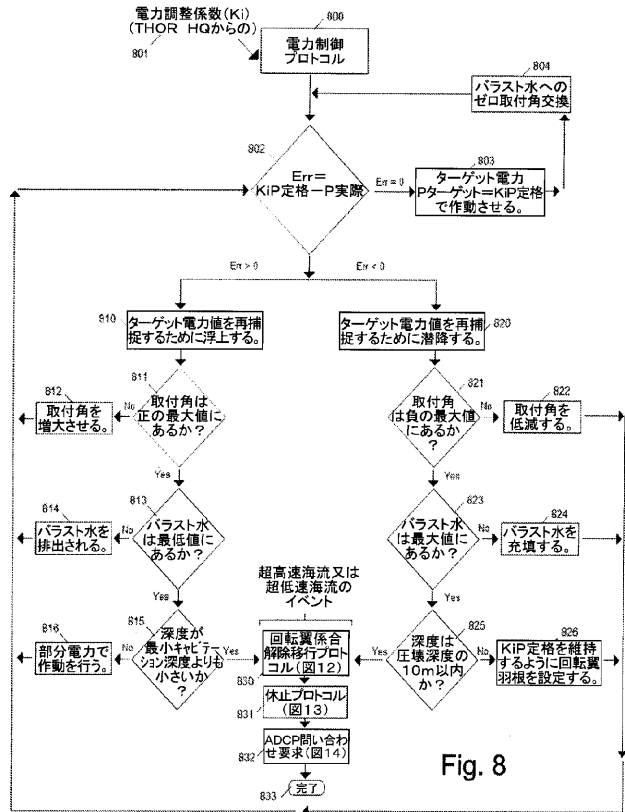 電力調整係数(Ki)
(THOR HQからの)
801
800
電力制御
プロトコル
804
バラスト水への
ゼロ取付角交換
802
Err=
KiP定格-P実際
Err=0
803
ターゲット電力
Pターゲット=KiP定格
で作動させる。
Err>0
Err<0
810
ターゲット電力値を再捕
捉するために浮上する。
ターゲット電力値を再捕
捉するために潜降する。
820
811
取付角は
正の最大値に
あるか?
No
812
取付角を
増大させる。
821
取付角
は負の最大値
にあるか?
No
822
取付角を
低減する。
Yes
Yes
813
バラスト水
は最低値に
あるか?
No
814
バラスト水を
排出される。
823
バラスト水
は最大値に
あるか?
No
824
バラスト水を
充填する。
Yes
Yes
超高速海流又は
超低速海流の
イベント
815
深度が
最小キャビテー
ション深度よりも
小さいか?
No
816
部分電力で
作動を行う。
Yes
回転翼係合
解除移行プロト
コル(図12)
830
Yes
825
深度は
圧壊深度の
10m以内
か?
No
826
KiP定格を維持
するように回転翼
羽根を設定する。
831
休止プロトコル
(図13)
832
ADCP問い合わ
せ要求(図14)
833
完了
Fig. 8